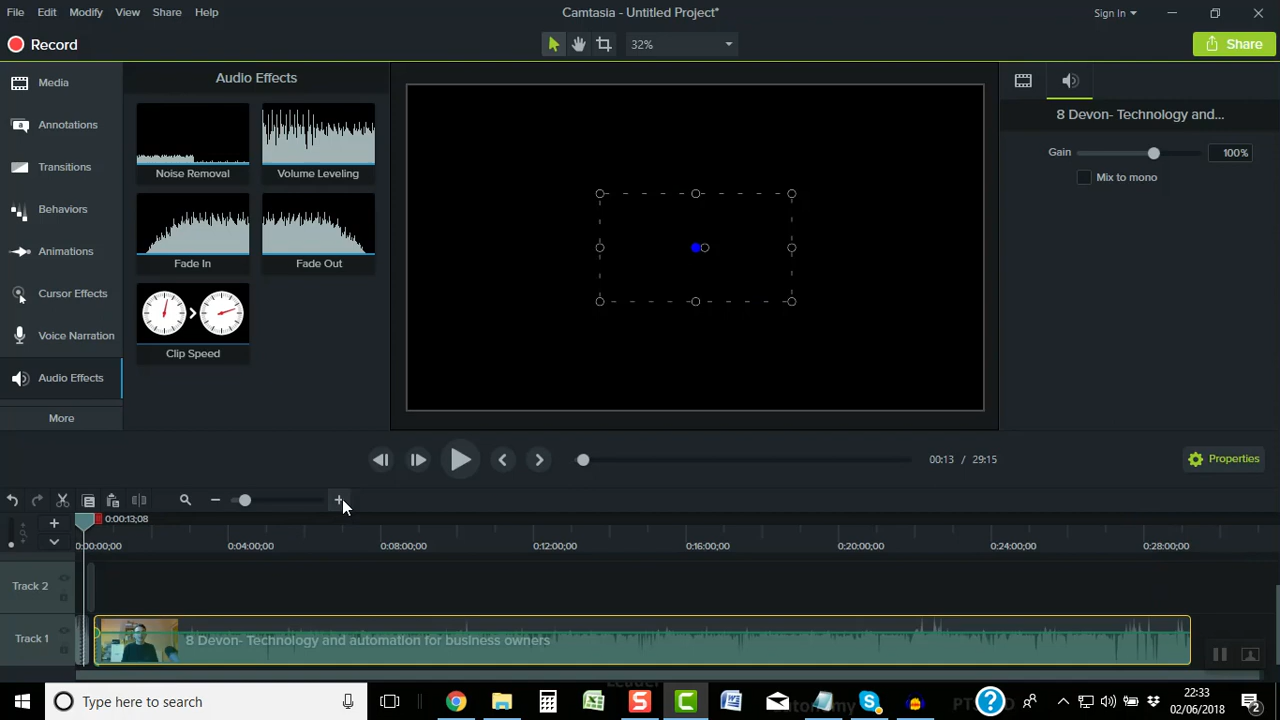 File Edit Modify View Share Help
Camtasia - Untitled Project*
Sign In
Record
32%
Share
Media
Annotations
Transitions
Behaviors
Animations
Cursor Effects
Voice Narration
Audio Effects
More
Audio Effects
Noise Removal
Volume Leveling
Fade In
Fade Out
Clip Speed
8 Devon- Technology and...
Gain
100%
Mix to mono
00:13 / 29:15
Properties
0:00:13;08
0:00:00;00
0:04:00;00
0:08:00;00
0:12:00;00
0:16:00;00
0:20:00;00
0:24:00;00
0:28:00;00
Track 2
Track 1
8 Devon- Technology and automation for business owners
Type here to search
22:33
02/06/2018
2